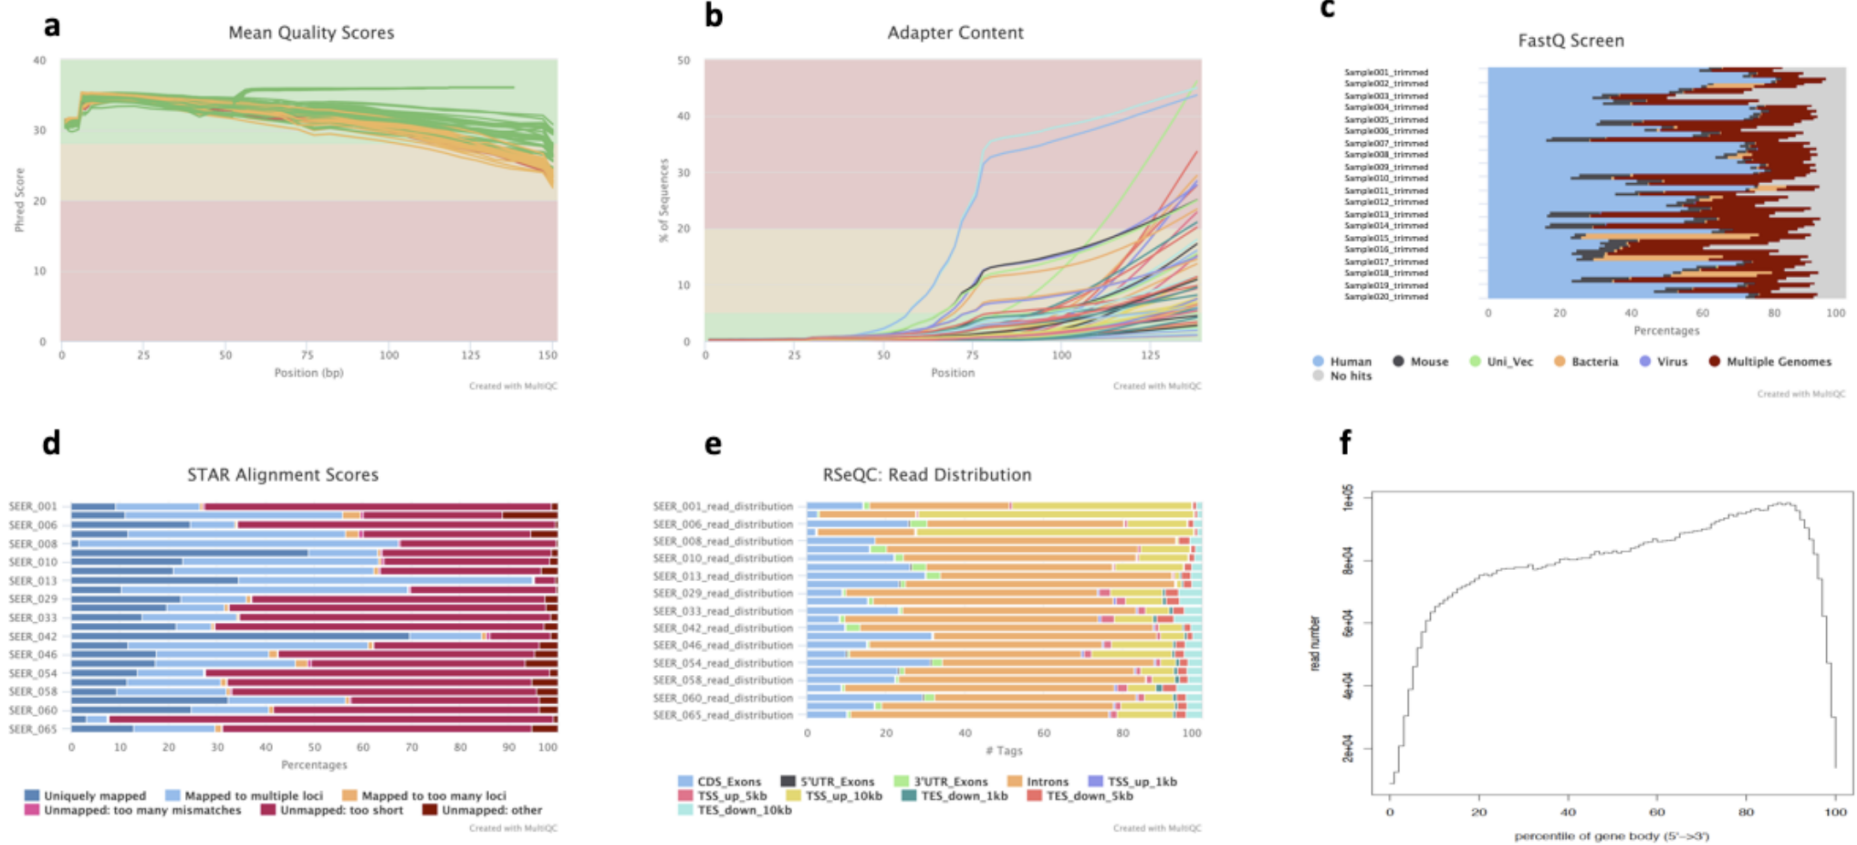 a
Mean Quality Scores
40
30
20
10
0
Phred Score
0 25 50 75 100 125 150
Position (bp)
Created with MultiQC
b
Adapter Content
50
40
30
20
10
0
% of Sequences
0 25 50 75 100 125
Position
Created with MultiQC
c
FastQ Screen
Sample001_trimmed
Sample002_trimmed
Sample003_trimmed
Sample004_trimmed
Sample005_trimmed
Sample006_trimmed
Sample007_trimmed
Sample008_trimmed
Sample009_trimmed
Sample010_trimmed
Sample011_trimmed
Sample012_trimmed
Sample013_trimmed
Sample014_trimmed
Sample015_trimmed
Sample016_trimmed
Sample017_trimmed
Sample018_trimmed
Sample019_trimmed
Sample020_trimmed
0 20 40 60 80 100
Percentages
Human Mouse Uni_Vec Bacteria Virus Multiple Genomes
No hits
Created with MultiQC
d
STAR Alignment Scores
SEER_001
SEER_006
SEER_008
SEER_010
SEER_013
SEER_029
SEER_033
SEER_042
SEER_046
SEER_054
SEER_058
SEER_060
SEER_065
0 10 20 30 40 50 60 70 80 90 100
Percentages
Uniquely mapped Mapped to multiple loci Mapped to too many loci
Unmapped: too many mismatches Unmapped: too short Unmapped: other
Created with MultiQC
e
RSeQC: Read Distribution
SEER_001_read_distribution
SEER_006_read_distribution
SEER_008_read_distribution
SEER_010_read_distribution
SEER_013_read_distribution
SEER_029_read_distribution
SEER_033_read_distribution
SEER_042_read_distribution
SEER_046_read_distribution
SEER_054_read_distribution
SEER_058_read_distribution
SEER_060_read_distribution
SEER_065_read_distribution
0 20 40 60 80 100
# Tags
CDS_Exons 5'UTR_Exons 3'UTR_Exons Introns TSS_up_1kb
TSS_up_5kb TSS_up_10kb TES_down_1kb TES_down_5kb
TES_down_10kb
Created with MultiQC
f
1e+05
8e+04
6e+04
4e+04
2e+04
read number
0 20 40 60 80 100
percentile of gene body (5'->3')